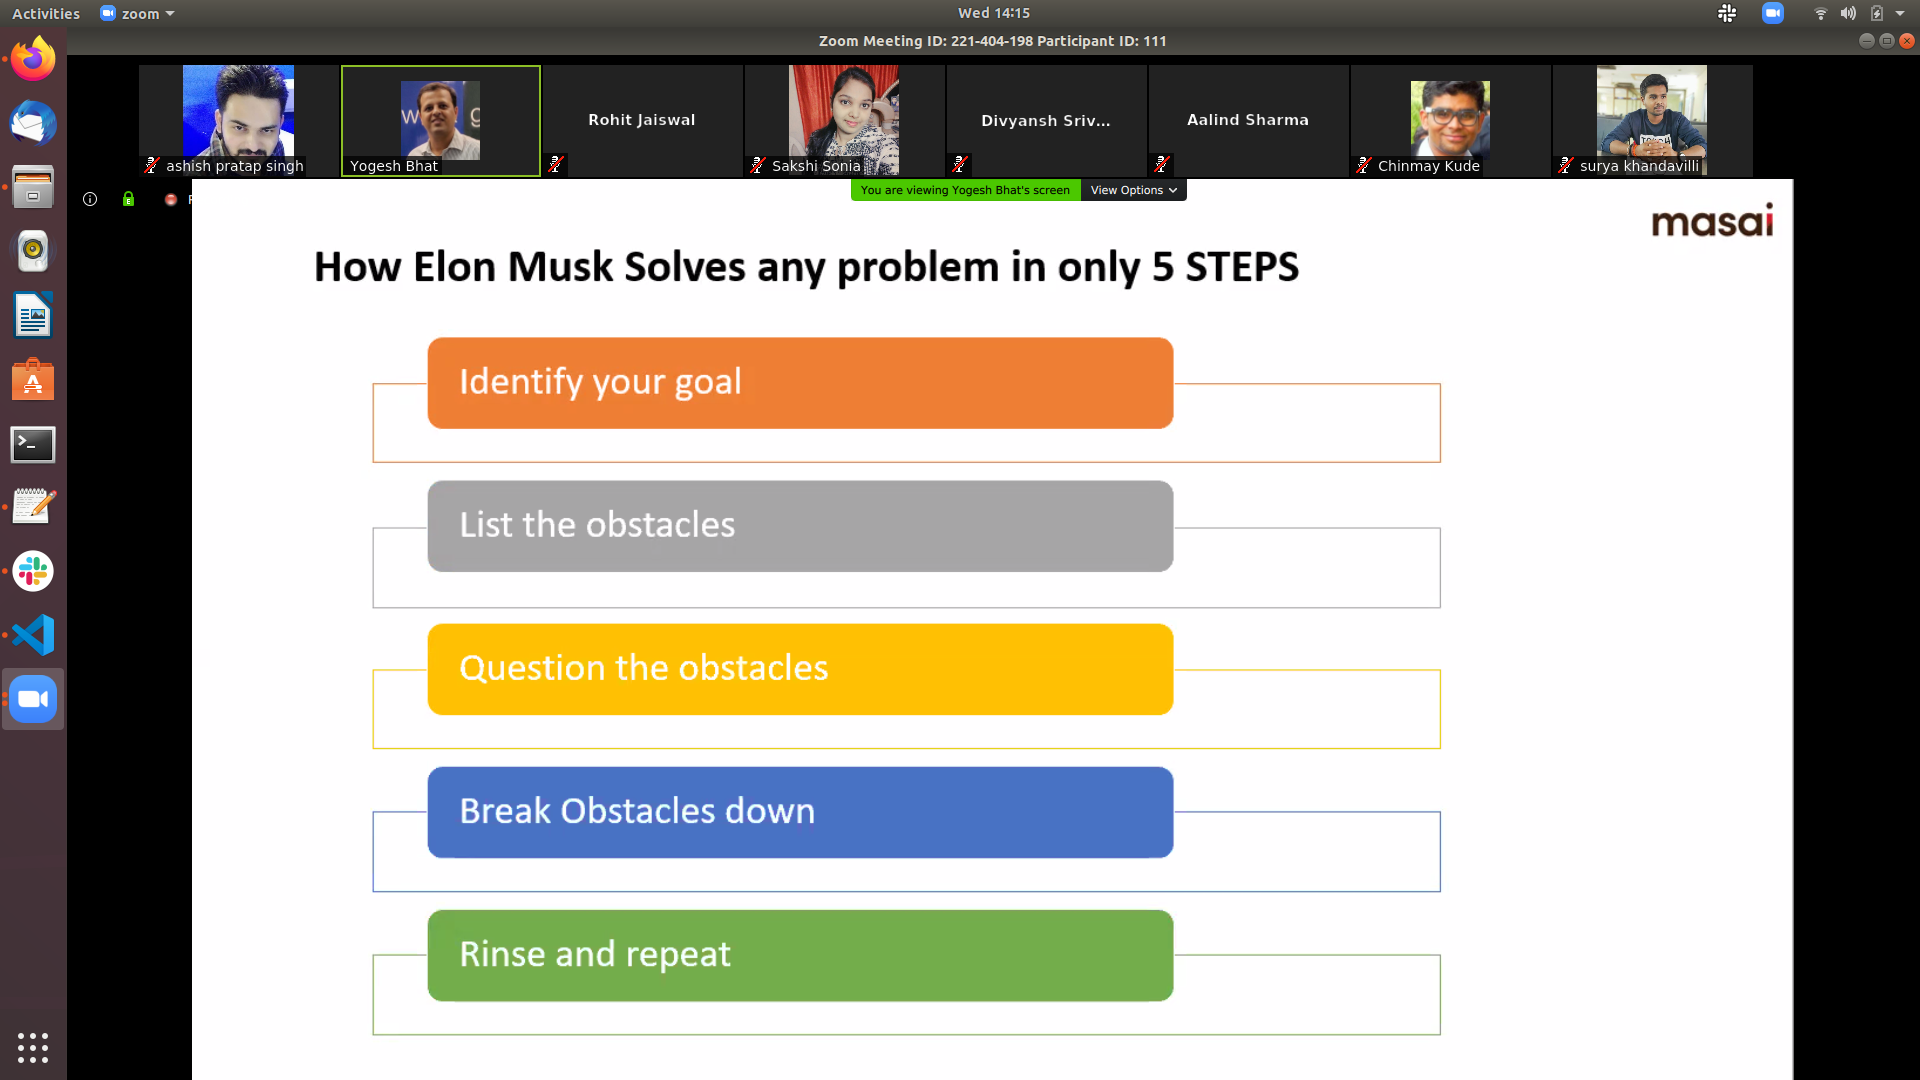 Activities
zoom
Wed 14:15
Zoom Meeting ID: 221-404-198 Participant ID: 111
Rohit Jaiswal
Divyansh Sriv...
Aalind Sharma
ashish pratap singh
Yogesh Bhat
Sakshi Sonia
Chinmay Kude
surya khandavilli
You are viewing Yogesh Bhat's screen
View Options
masai
How Elon Musk Solves any problem in only 5 STEPS
Identify your goal
List the obstacles
Question the obstacles
Break Obstacles down
Rinse and repeat